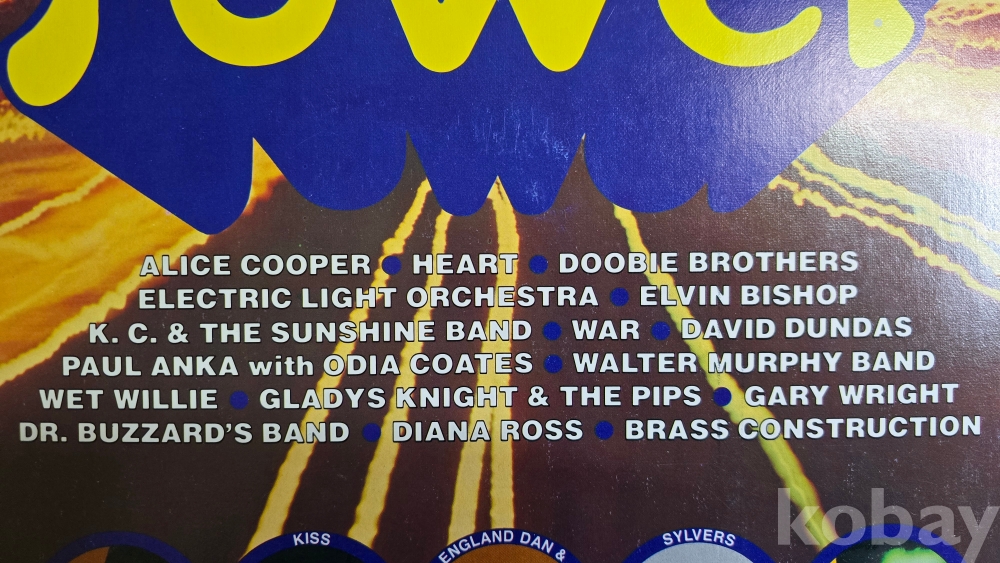 Power
ALICE COOPER • HEART • DOOBIE BROTHERS
ELECTRIC LIGHT ORCHESTRA • ELVIN BISHOP
K. C. & THE SUNSHINE BAND • WAR • DAVID DUNDAS
PAUL ANKA with ODIA COATES • WALTER MURPHY BAND
WET WILLIE • GLADYS KNIGHT & THE PIPS • GARY WRIGHT
DR. BUZZARD'S BAND • DIANA ROSS • BRASS CONSTRUCTION
KISS
ENGLAND DAN &
SYLVERS
kobay